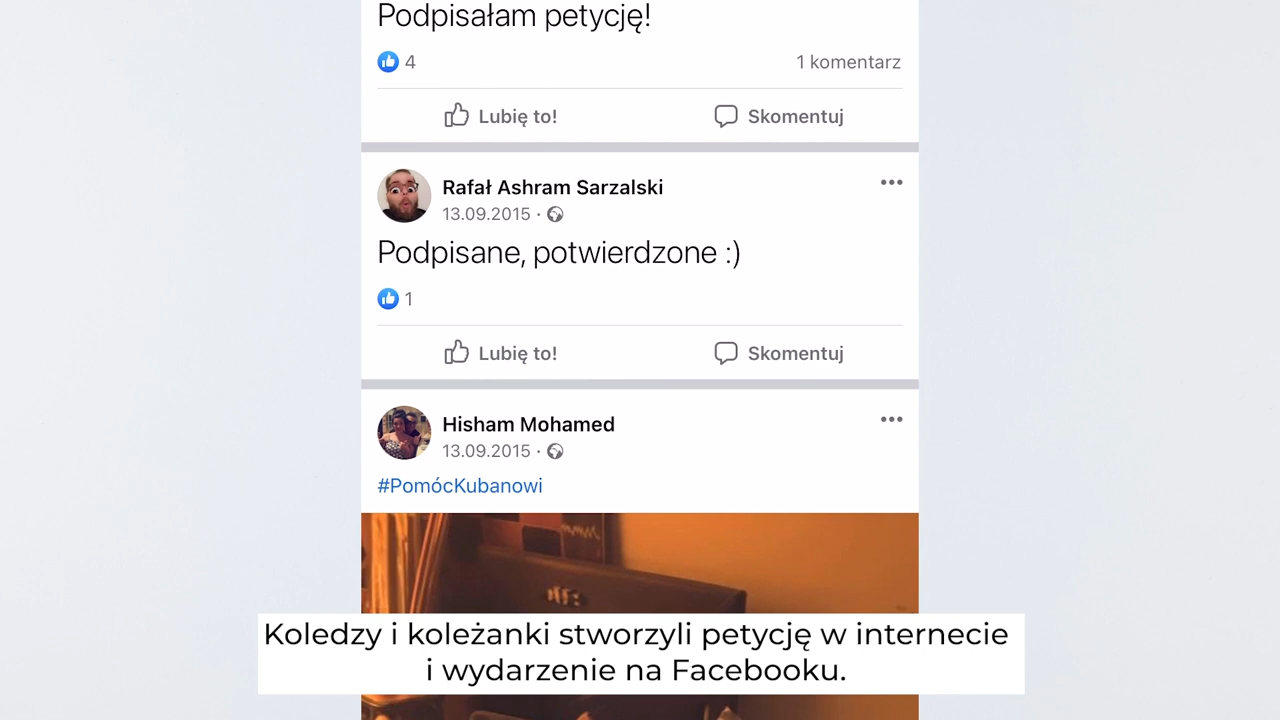 Podpisałam petycję!
4
1 komentarz
Lubię to!
Skomentuj
Rafał Ashram Sarzalski
13.09.2015 ·
Podpisane, potwierdzone :)
1
Lubię to!
Skomentuj
Hisham Mohamed
13.09.2015 ·
#PomócKubanowi
Koledzy i koleżanki stworzyli petycję w internecie
i wydarzenie na Facebooku.